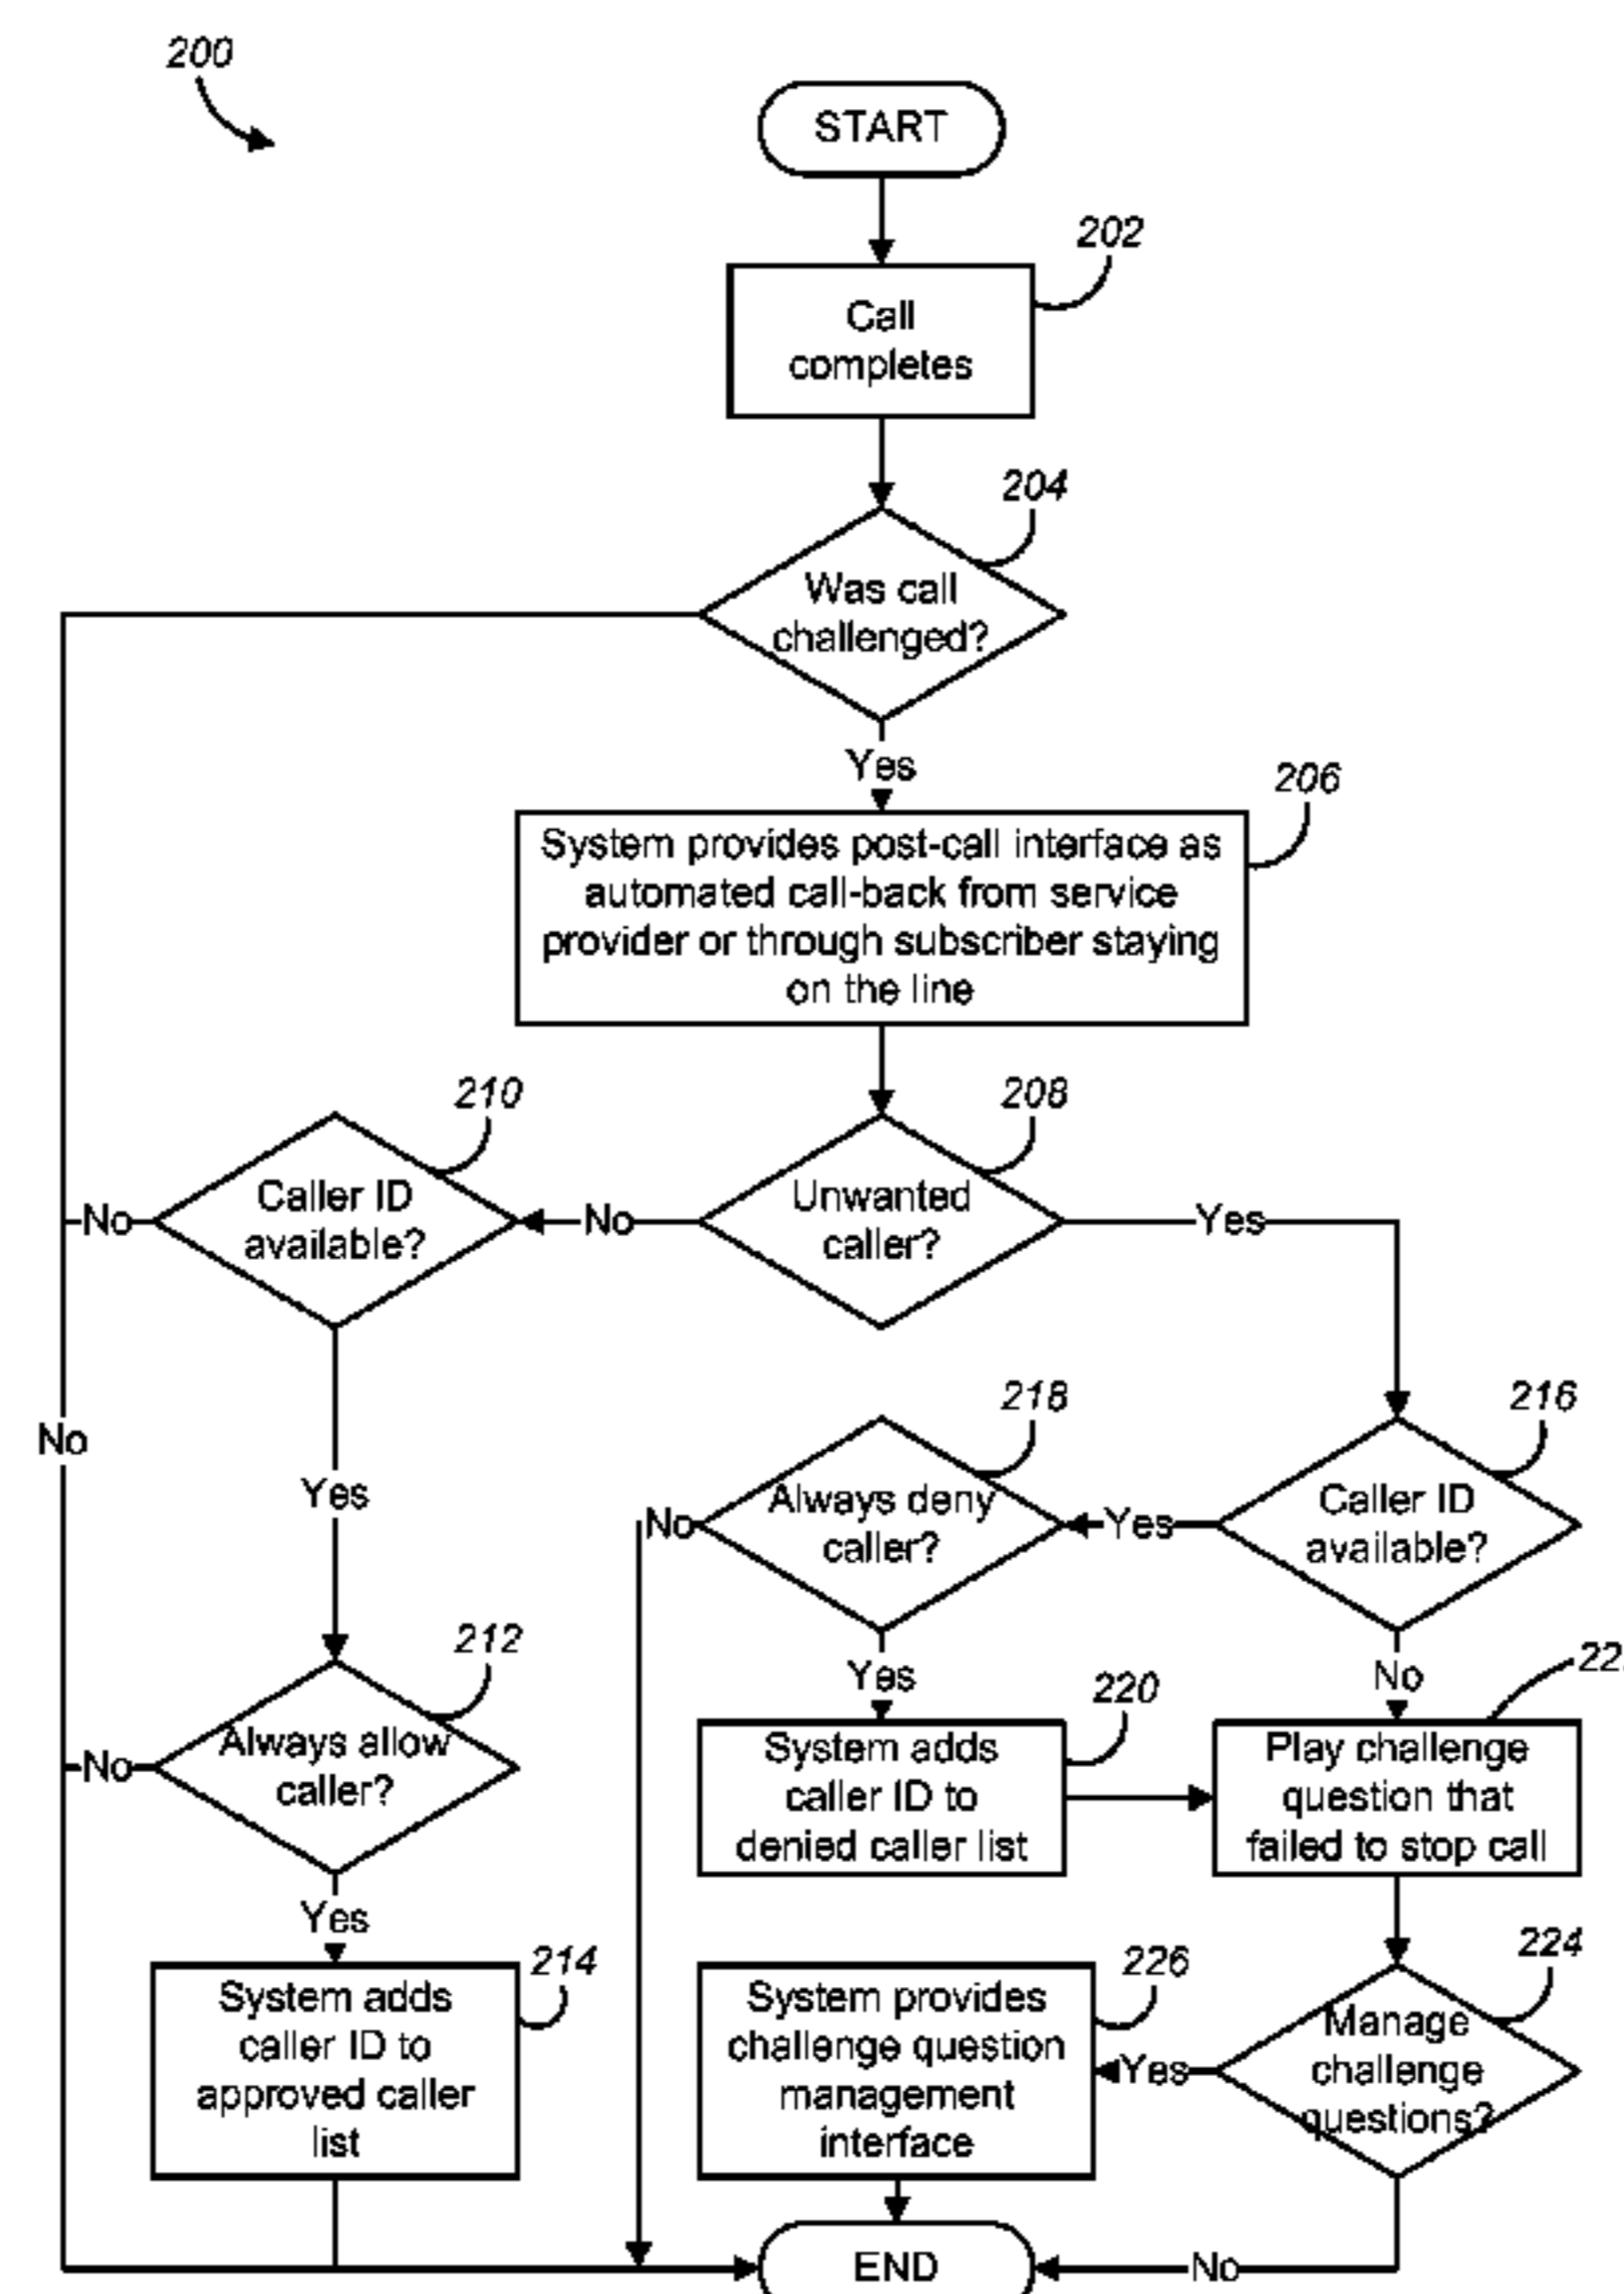 200
START
202
Call
completes
204
Was call
challenged?
Yes
206
System provides post-call interface as
automated call-back from service
provider or through subscriber staying
on the line
210
208
No
Caller ID
available?
No
Unwanted
caller?
Yes
218
216
No
Yes
No
Always deny
caller?
Yes
Caller ID
available?
212
Yes
220
No
Always allow
caller?
No
System adds
caller ID to
denied caller list
Play challenge
question that
failed to stop call
Yes
214
226
224
System adds
caller ID to
approved caller
list
System provides
challenge question
management
interface
Yes
Manage
challenge
questions?
END
No